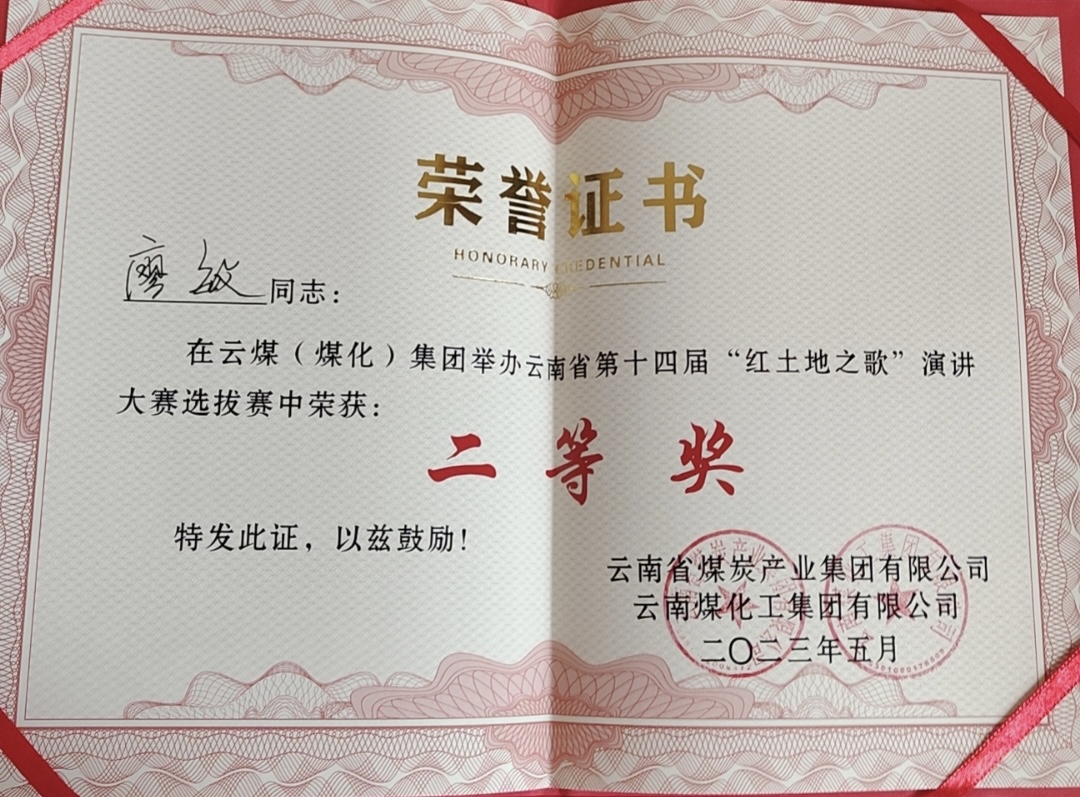 荣誉证书
HONORARY CREDENTIAL
廖敏同志：
在云煤（煤化）集团举办云南省第十四届“红土地之歌”演讲
大赛选拔赛中荣获：
二等奖
特发此证，以兹鼓励！
云南省煤炭产业集团有限公司
云南煤化工集团有限公司
二〇二三年五月